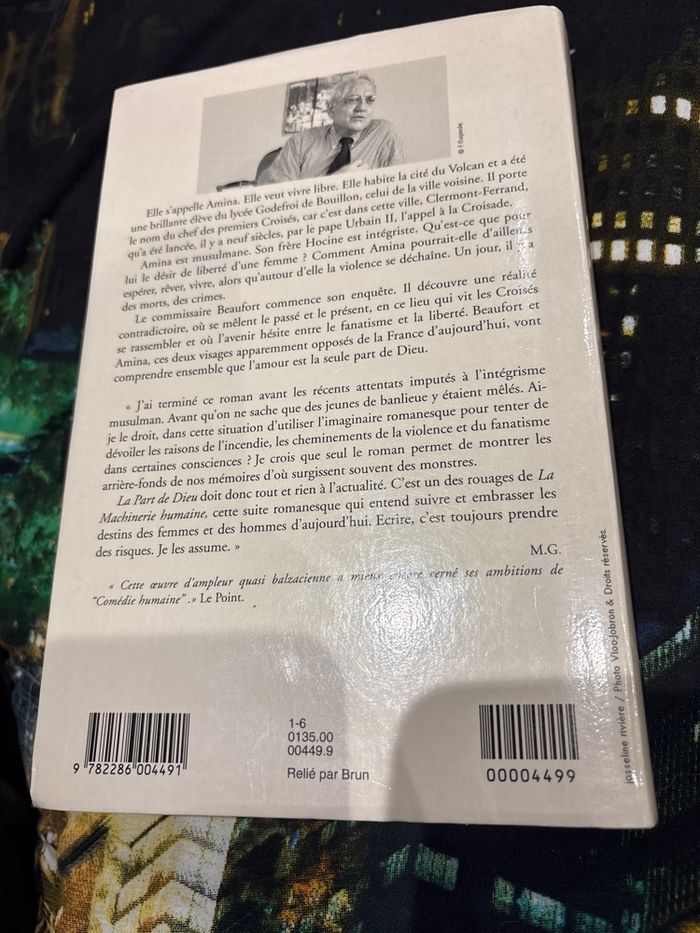 Elle s'appelle Amina. Elle veut vivre libre. Elle habite la cité du Volcan et a été
une brillante élève du lycée Godefroi de Bouillon, celui de la ville voisine. Il porte
le nom du chef des premiers Croisés, car c'est dans cette ville, Clermont-Ferrand,
qu'a été lancée, il y a neuf siècles, par le pape Urbain II, l'appel à la Croisade.
Amina est musulmane. Son frère Hocine est intégriste. Qu'est-ce que pour
lui le désir de liberté d'une femme ? Comment Amina pourrait-elle d'ailleurs
espérer, rêver, vivre, alors qu'autour d'elle la violence se déchaîne. Un jour, il y a
des morts, des crimes.
Le commissaire Beaufort commence son enquête. Il découvre une réalité
contradictoire, où se mêlent le passé et le présent, en ce lieu qui vit les Croisés
se rassembler et où l'avenir hésite entre le fanatisme et la liberté. Beaufort et
Amina, ces deux visages apparemment opposés de la France d'aujourd'hui, vont
comprendre ensemble que l'amour est la seule part de Dieu.
« J'ai terminé ce roman avant les récents attentats imputés à l'intégrisme
musulman. Avant qu'on ne sache que des jeunes de banlieue y étaient mêlés. Ai-
je le droit, dans cette situation d'utiliser l'imaginaire romanesque pour tenter de
dévoiler les raisons de l'incendie, les cheminements de la violence et du fanatisme
dans certaines consciences ? Je crois que seul le roman permet de montrer les
arrière-fonds de nos mémoires d'où surgissent souvent des monstres.
La Part de Dieu doit donc tout et rien à l'actualité. C'est un des rouages de La
Machinerie humaine, cette suite romanesque qui entend suivre et embrasser les
destins des femmes et des hommes d'aujourd'hui. Ecrire, c'est toujours prendre
des risques. Je les assume. »
M.G.
« Cette œuvre d'ampleur quasi balzacienne a mieux encore cerné ses ambitions de
"Comédie humaine". » Le Point.
josseline rivière / Photo Vloo-Jobron & Droits réservés.
9 782286 004491
1-6
0135.00
00449.9
Relié par Brun
00004499